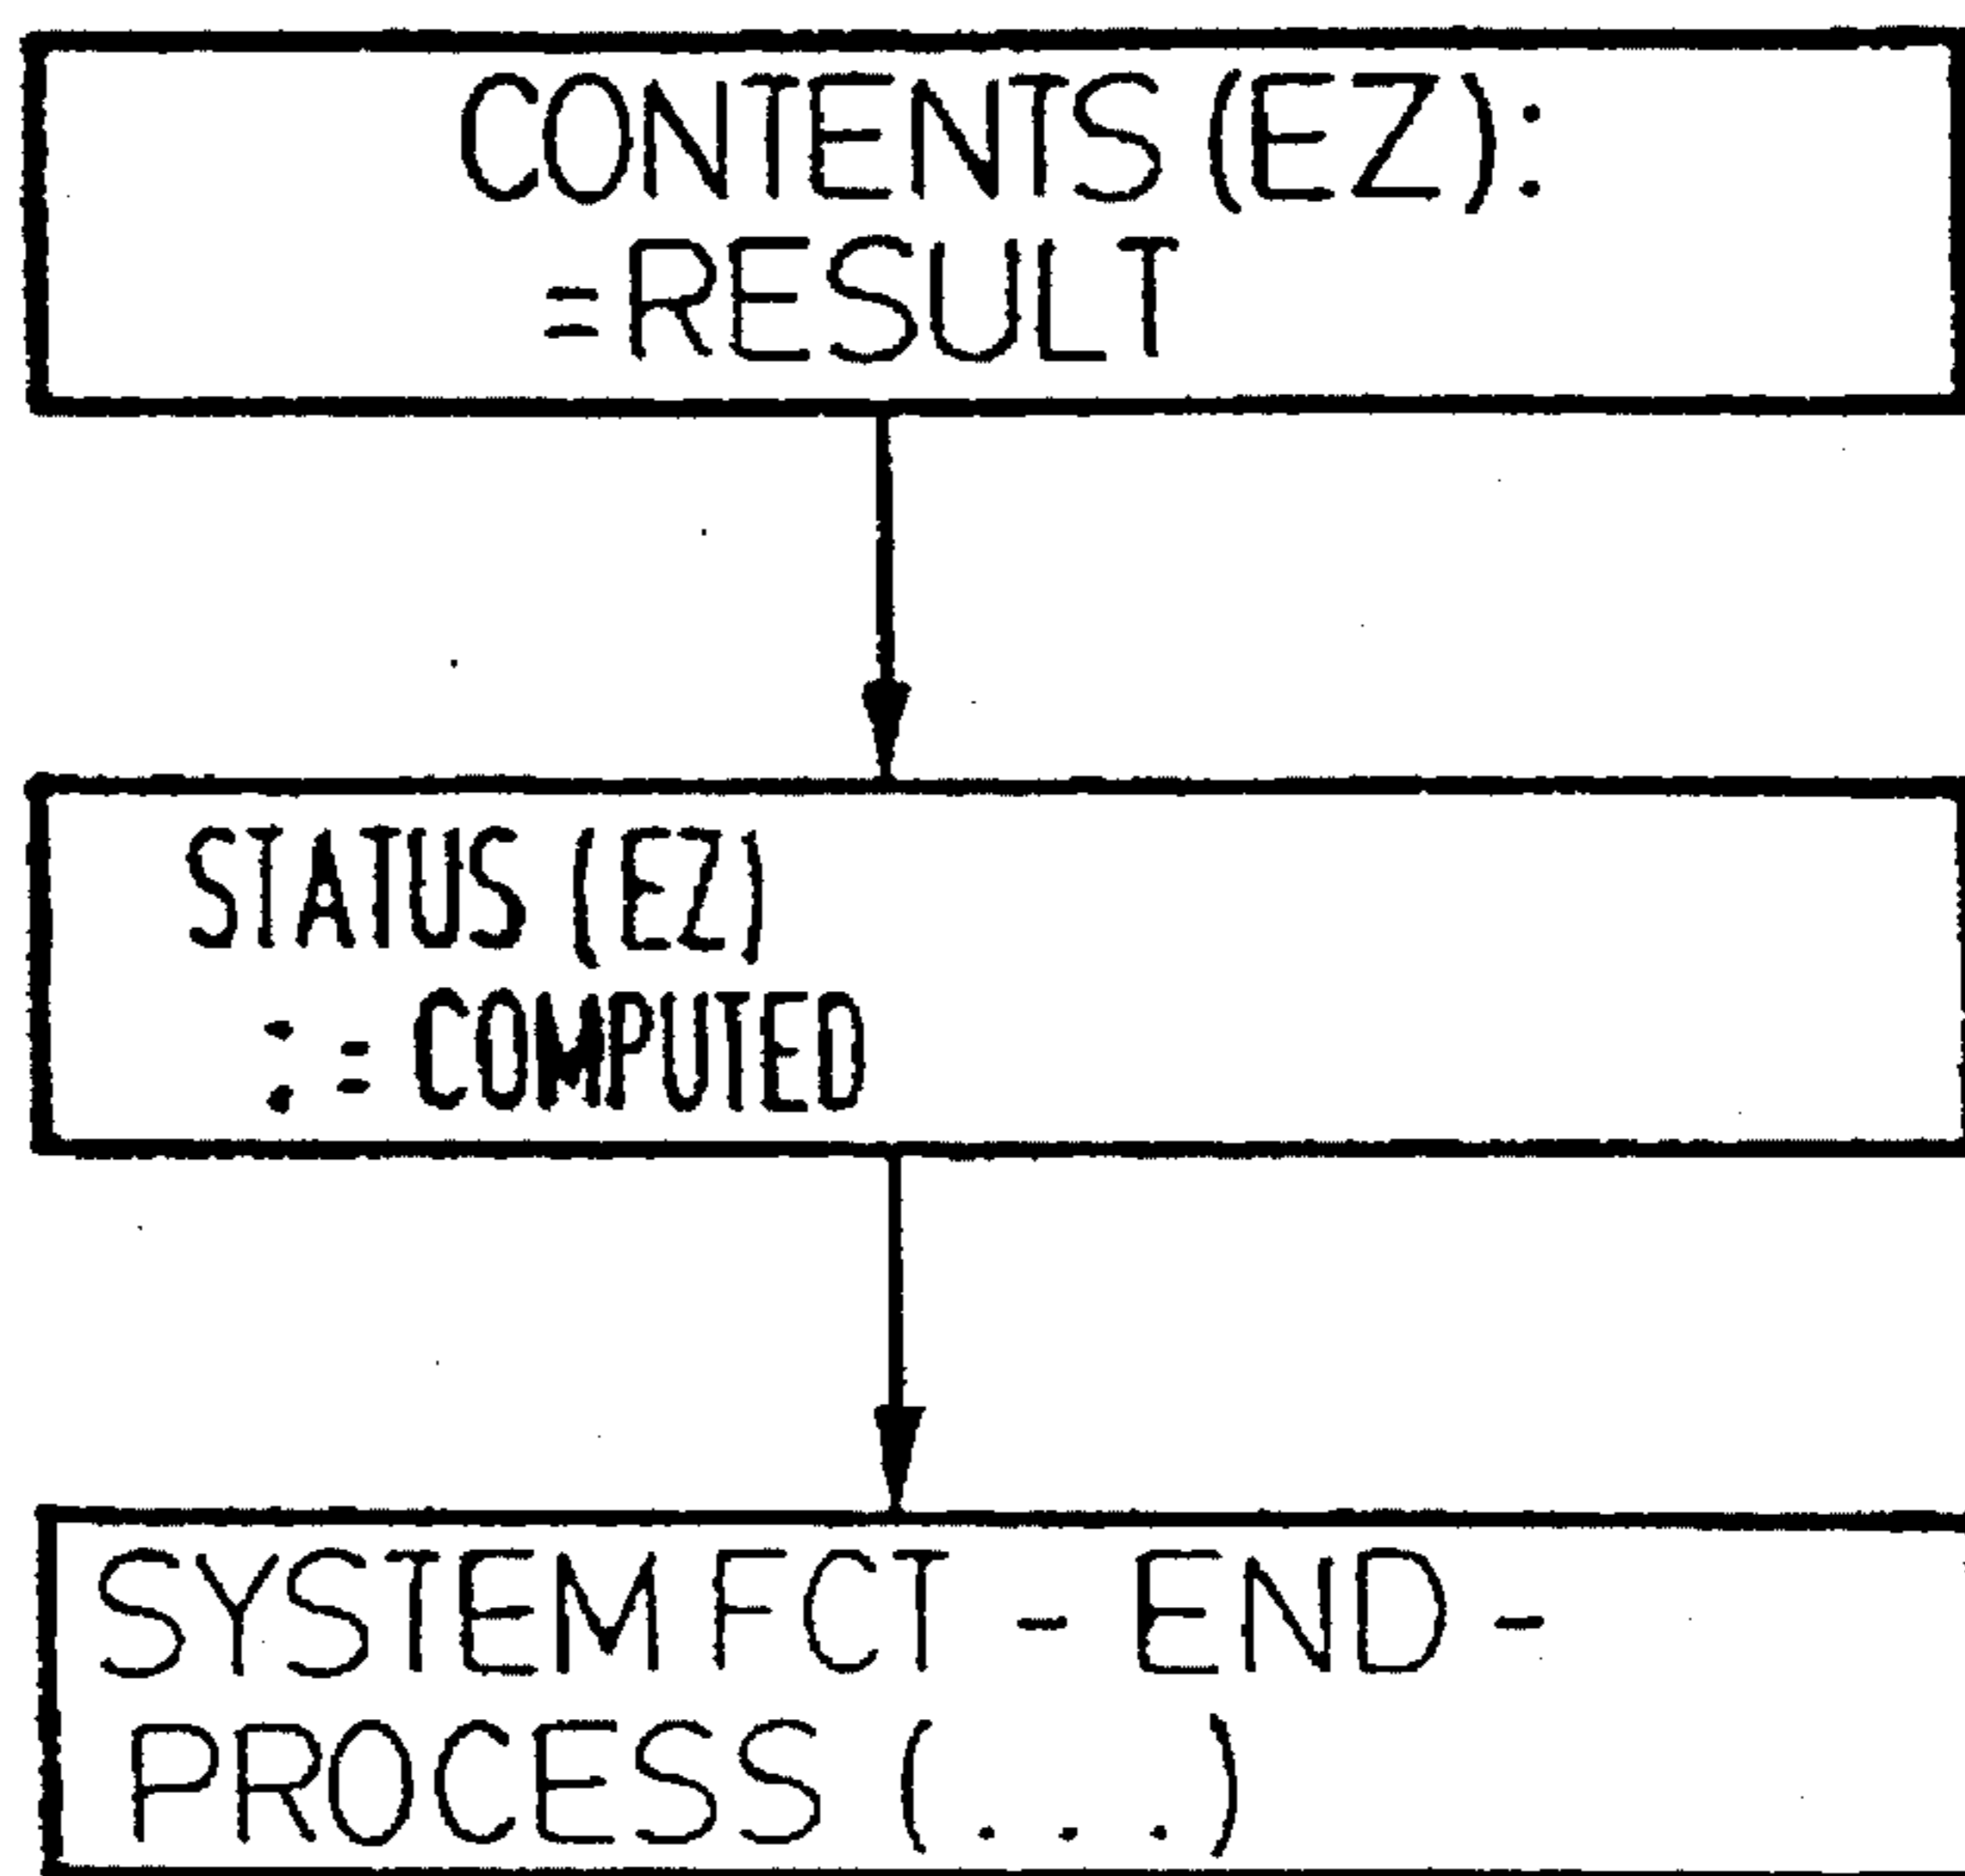 CONTENTS (EZ):
=RESULT
STATUS (EZ)
:= COMPUTED
SYSTEM FCT - END -
PROCESS (...)